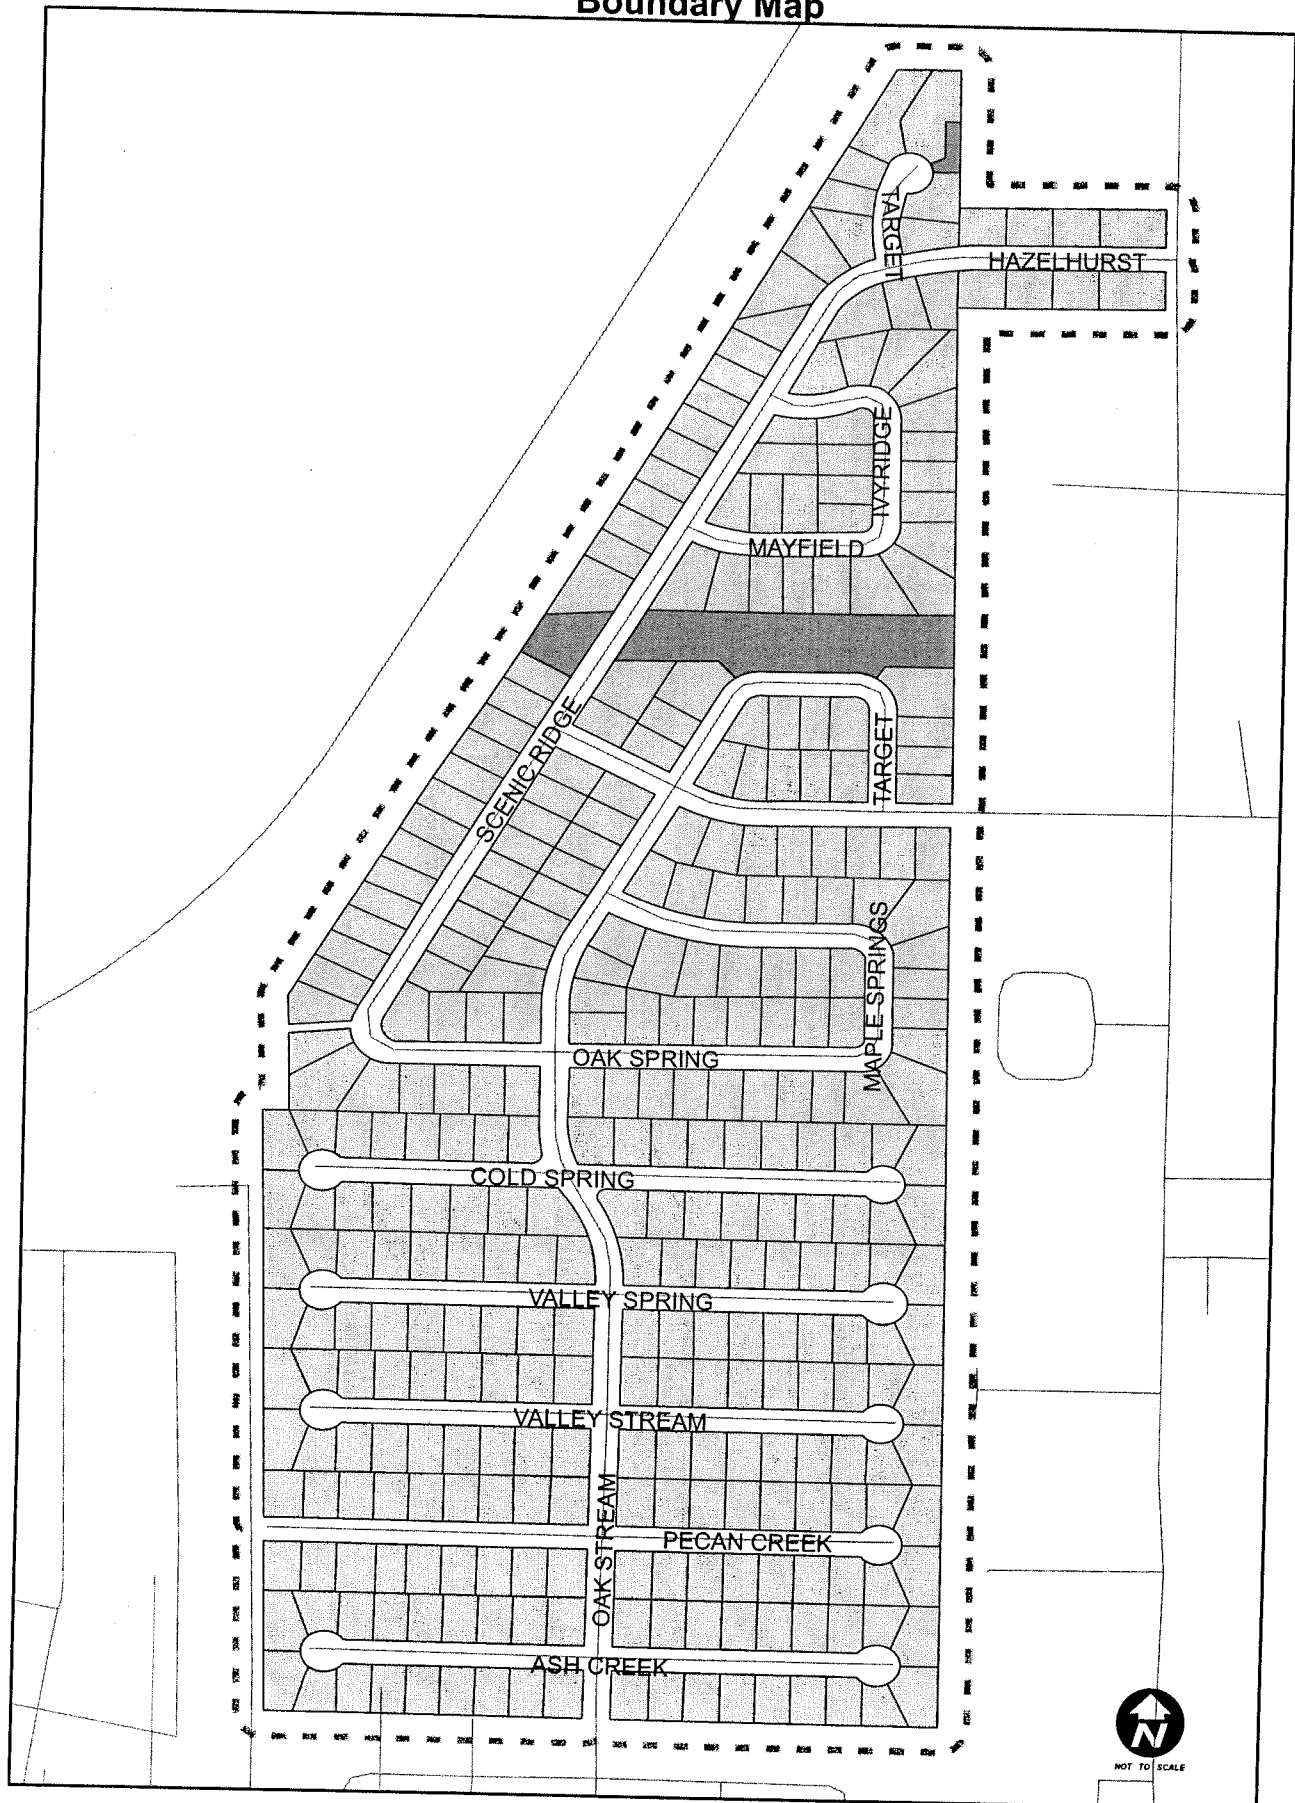 Boundary Map
TARGET
HAZELHURST
IVYRIDGE
MAYFIELD
SCENIC RIDGE
TARGET
MAPLE SPRINGS
OAK SPRING
COLD SPRING
VALLEY SPRING
VALLEY STREAM
OAK STREAM
PECAN CREEK
ASH CREEK
N
NOT TO SCALE